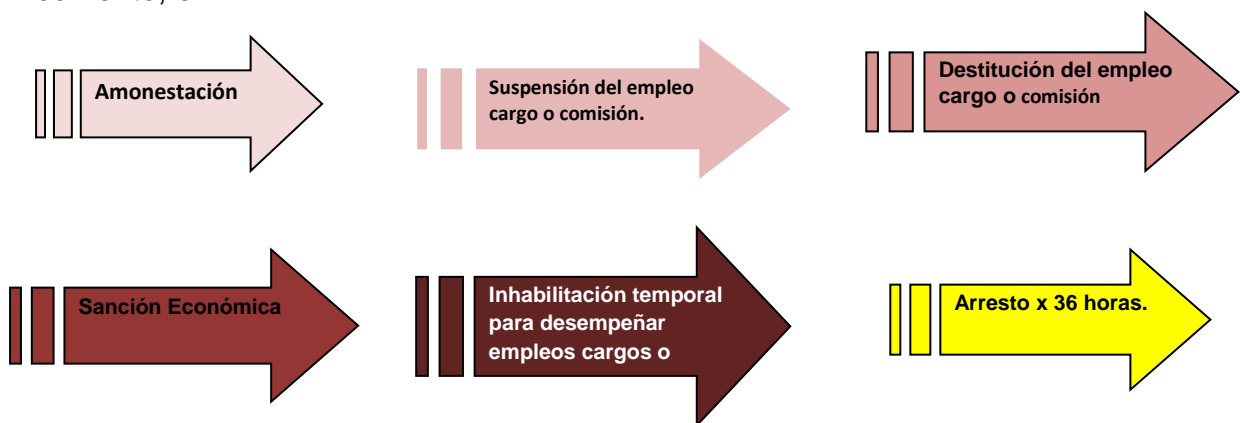 Amonestación
Suspensión del empleo
cargo o comisión.
Destitución del empleo
cargo o comisión
Sanción Económica
Inhabilitación temporal
para desempeñar
empleos cargos o
Arresto x 36 horas.